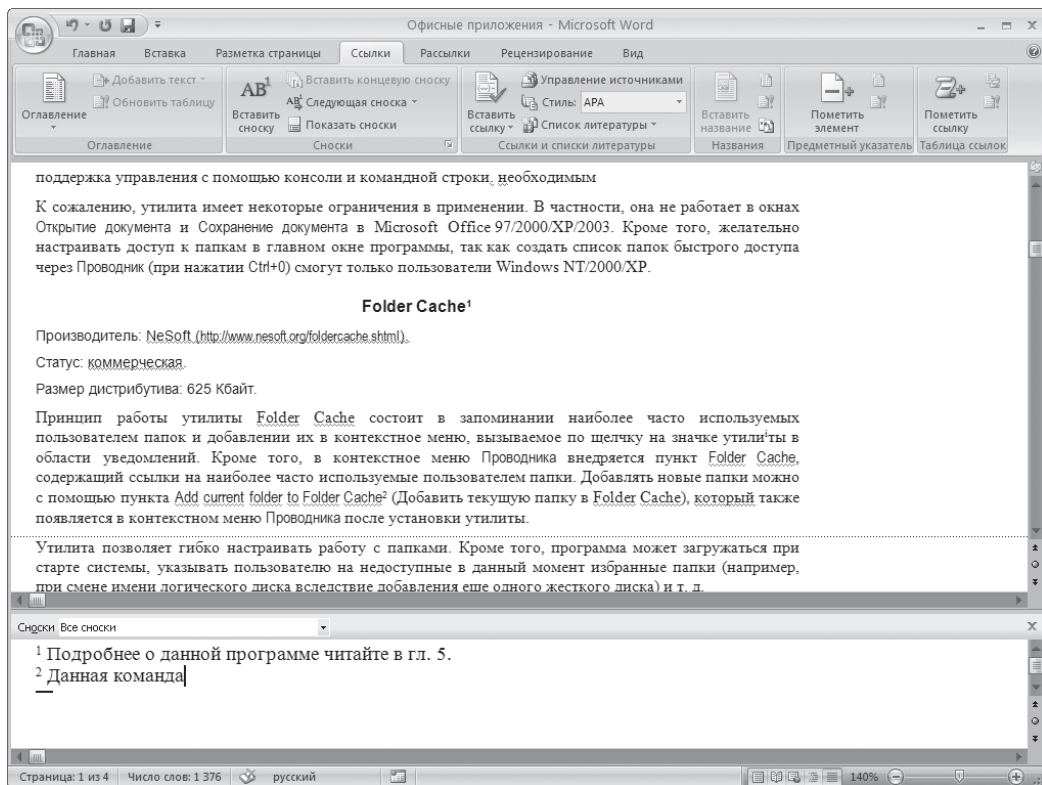 Офисные приложения - Microsoft Word
Главная Вставка Разметка страницы Ссылки Рассылки Рецензирование Вид
Оглавление
Добавить текст
Обновить таблицу
Оглавление
AB¹
Вставить сноску
Вставить концевую сноску
Следующая сноска
Показать сноски
Сноски
Вставить ссылку
Управление источниками
Стиль: APA
Список литературы
Ссылки и списки литературы
Вставить название
Названия
Пометить элемент
Предметный указатель
Пометить ссылку
Таблица ссылок
поддержка управления с помощью консоли и командной строки, необходимым
К сожалению, утилита имеет некоторые ограничения в применении. В частности, она не работает в окнах
Открытие документа и Сохранение документа в Microsoft Office 97/2000/XP/2003. Кроме того, желательно
настраивать доступ к папкам в главном окне программы, так как создать список папок быстрого доступа
через Проводник (при нажатии Ctrl+0) смогут только пользователи Windows NT/2000/XP.
Folder Cache¹
Производитель: NeSoft (http://www.nesoft.org/foldercache.shtml).
Статус: коммерческая.
Размер дистрибутива: 625 Кбайт.
Принцип работы утилиты Folder Cache состоит в запоминании наиболее часто используемых
пользователем папок и добавлении их в контекстное меню, вызываемое по щелчку на значке утилиⁱты в
области уведомлений. Кроме того, в контекстное меню Проводника внедряется пункт Folder Cache,
содержащий ссылки на наиболее часто используемые пользователем папки. Добавлять новые папки можно
с помощью пункта Add current folder to Folder Cache² (Добавить текущую папку в Folder Cache), который также
появляется в контекстном меню Проводника после установки утилиты.
Утилита позволяет гибко настраивать работу с папками. Кроме того, программа может загружаться при
старте системы, указывать пользователю на недоступные в данный момент избранные папки (например,
при смене имени логического диска вследствие добавления еще одного жесткого диска) и т. д.
Сноски Все сноски
¹ Подробнее о данной программе читайте в гл. 5.
² Данная команда
Страница: 1 из 4 Число слов: 1 376 русский 140%